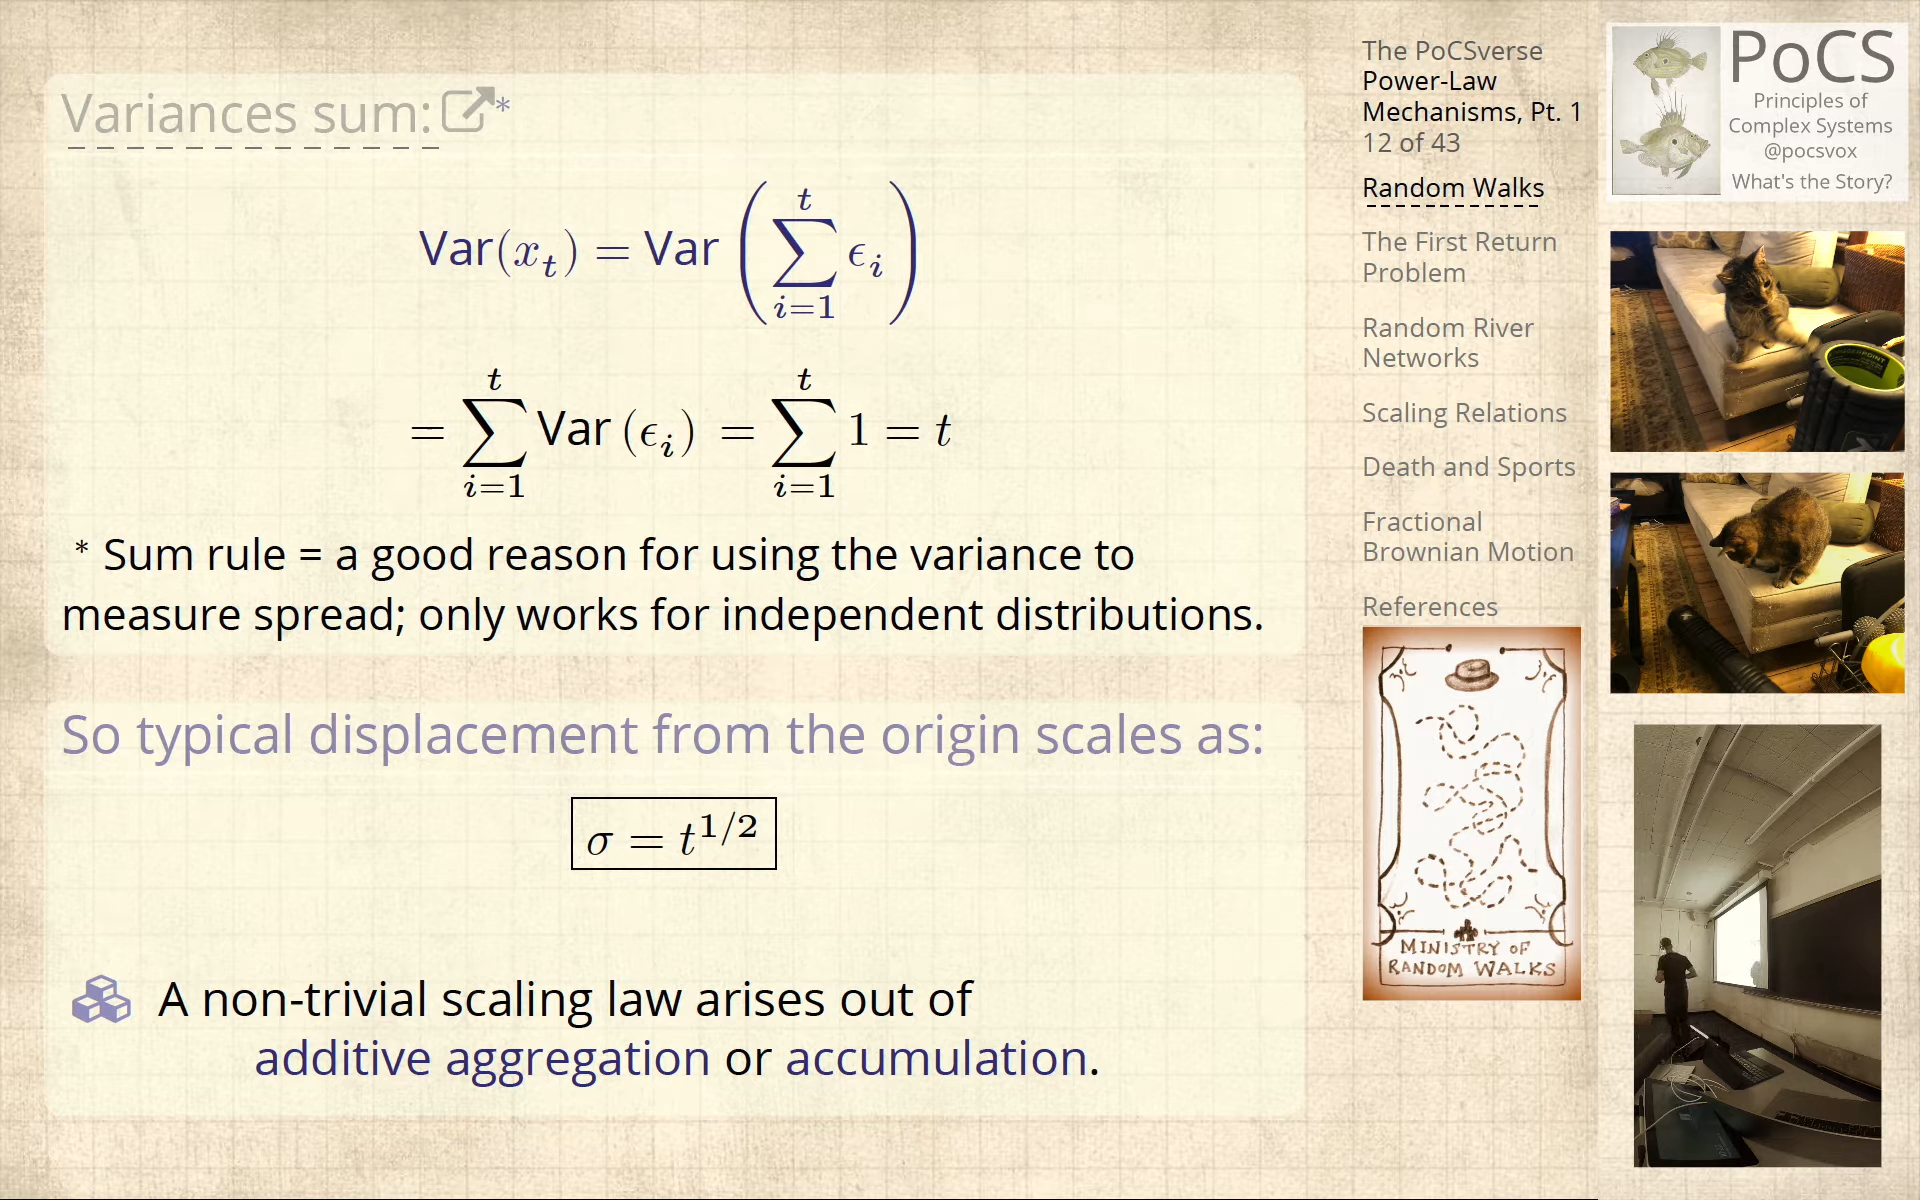 Variances sum:*
Var(x_t) = Var ( ∑_{i=1}^{t} ϵ_i )
= ∑_{i=1}^{t} Var (ϵ_i) = ∑_{i=1}^{t} 1 = t
* Sum rule = a good reason for using the variance to
measure spread; only works for independent distributions.
So typical displacement from the origin scales as:
σ = t^{1/2}
A non-trivial scaling law arises out of
additive aggregation or accumulation.
The PoCSverse
Power-Law
Mechanisms, Pt. 1
12 of 43
Random Walks
The First Return
Problem
Random River
Networks
Scaling Relations
Death and Sports
Fractional
Brownian Motion
References
MINISTRY OF
RANDOM WALKS
PoCS
Principles of
Complex Systems
@pocsvox
What's the Story?